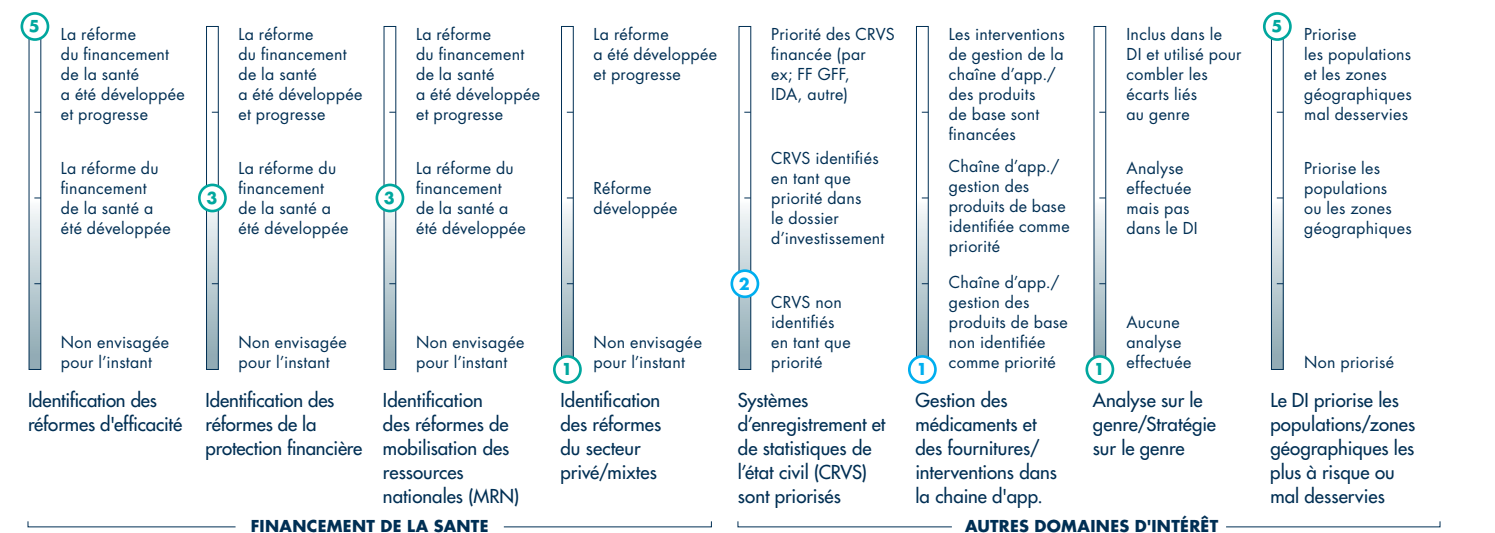 5
La réforme
du financement
de la santé
a été développée
et progresse
La réforme du
financement
de la santé a
été développée
Non envisagée
pour l'instant
Identification des
réformes d'efficacité
La réforme
du financement
de la santé
a été développée
et progresse
3
La réforme du
financement
de la santé a
été développée
Non envisagée
pour l'instant
Identification des
réformes de la
protection financière
La réforme
du financement
de la santé
a été développée
et progresse
3
La réforme du
financement
de la santé a
été développée
Non envisagée
pour l'instant
Identification
des réformes de
mobilisation des
ressources
nationales (MRN)
La réforme
a été développée
et progresse
Réforme
développée
Non envisagée
pour l'instant
1
Identification
des réformes
du secteur
privé/mixtes
FINANCEMENT DE LA SANTE
Priorité des CRVS
financée (par
ex; FF GFF,
IDA, autre)
CRVS identifiés
en tant que
priorité dans
le dossier
d'investissement
2
CRVS non
identifiés
en tant que
priorité
Systèmes
d'enregistrement et
de statistiques de
l'état civil (CRVS)
sont priorisés
Les interventions
de gestion de la
chaîne d'app./
des produits
de base sont
financées
Chaîne d'app./
gestion des
produits de base
identifiée comme
priorité
Chaîne d'app./
gestion des
produits de base
non identifiée
comme priorité
1
Gestion des
médicaments et
des fournitures/
interventions dans
la chaine d'app.
Inclus dans le
DI et utilisé pour
combler les
écarts liés
au genre
Analyse
effectuée
mais pas
dans le DI
Aucune
analyse
effectuée
1
Analyse sur le
genre/Stratégie
sur le genre
5
Priorise
les populations
et les zones
géographiques
mal desservies
Priorise les
populations
ou les zones
géographiques
Non priorisé
Le DI priorise les
populations/zones
géographiques les
plus à risque ou
mal desservies
AUTRES DOMAINES D'INTÉRÊT